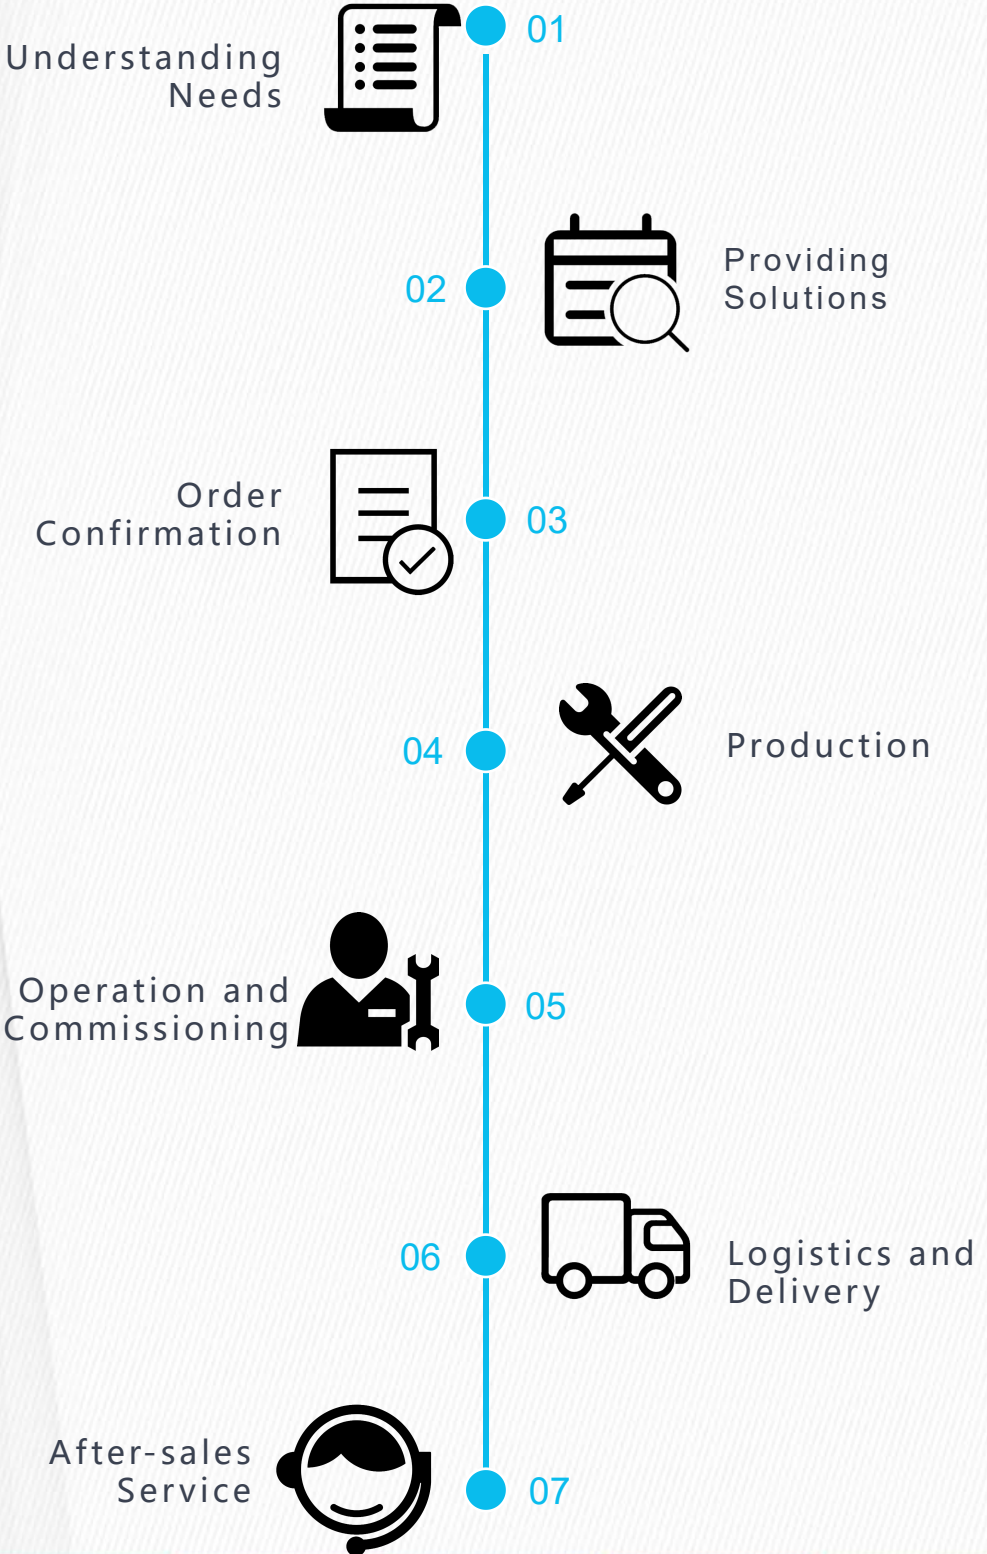 01
Understanding
Needs
02
Providing
Solutions
Order
Confirmation
03
04
Production
Operation and
Commissioning
05
06
Logistics and
Delivery
After-sales
Service
07